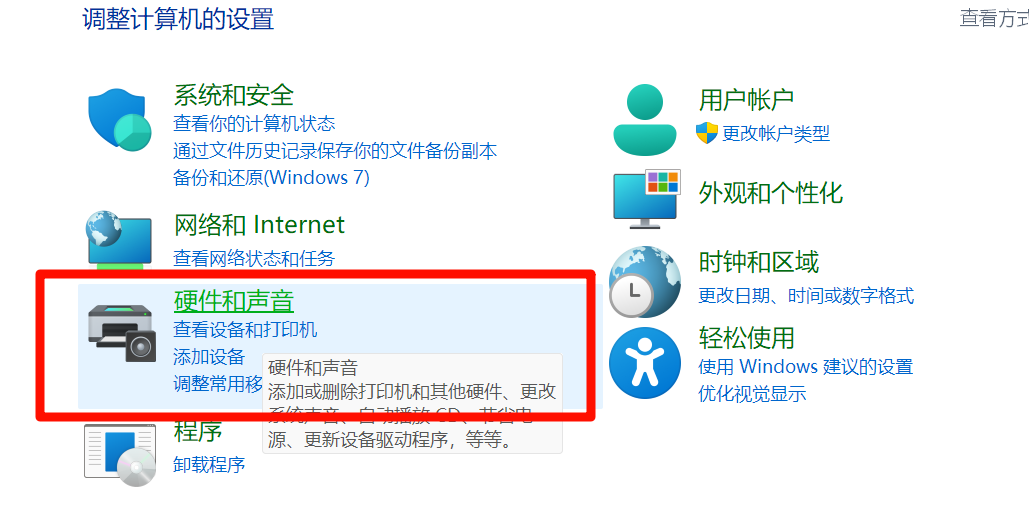 调整计算机的设置
查看方式
系统和安全
查看你的计算机状态
通过文件历史记录保存你的文件备份副本
备份和还原(Windows 7)
网络和 Internet
查看网络状态和任务
硬件和声音
查看设备和打印机
添加设备
调整常用移
硬件和声音
添加或删除打印机和其他硬件、更改
系统声音、自动播放 CD、节省电
源、更新设备驱动程序，等等。
程序
卸载程序
用户帐户
更改帐户类型
外观和个性化
时钟和区域
更改日期、时间或数字格式
轻松使用
使用 Windows 建议的设置
优化视觉显示